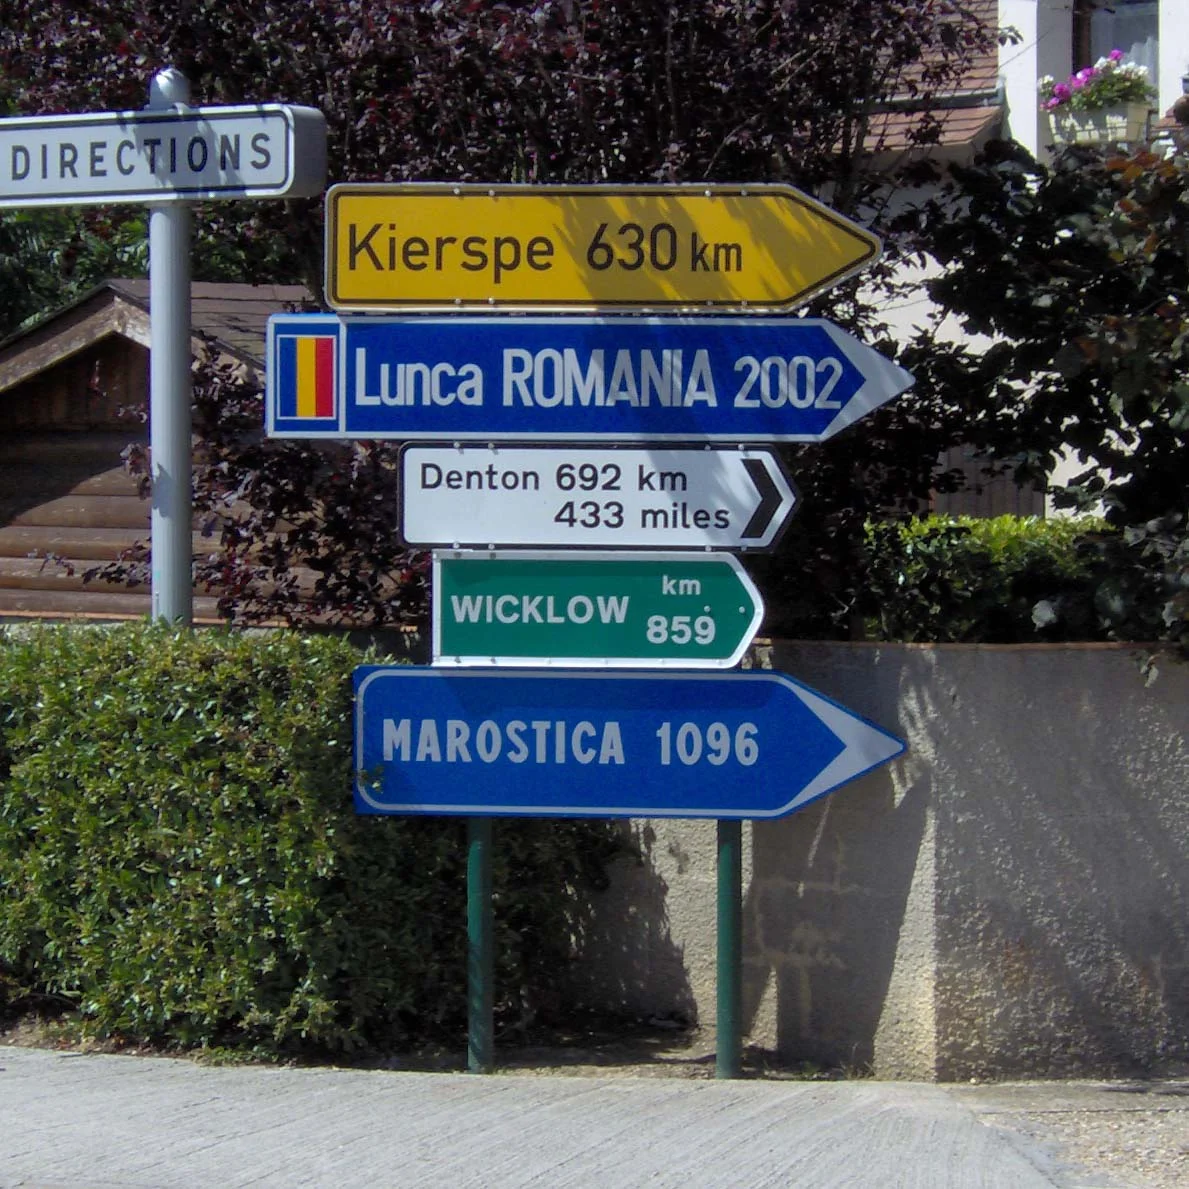 DIRECTIONS
Kierspe 630 km
Lunca ROMANIA 2002
Denton 692 km
433 miles
WICKLOW km 859
MAROSTICA 1096